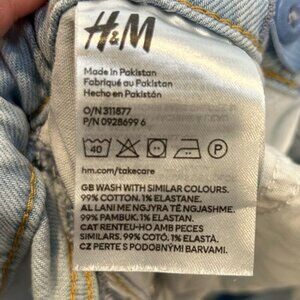 H&M
Made in Pakistan
Fabriqué au Pakistan
Hecho en Pakistán
O/N 311877
P/N 0928699 6
40 P
hm.com/takecare
GB WASH WITH SIMILAR COLOURS.
99% COTTON. 1% ELASTANE.
AL LANI ME NGJYRA TË NGJASHME.
99% PAMBUK. 1% ELASTAN.
CAT RENTEU-HO AMB PECES
SIMILARS. 99% COTÓ. 1% ELASTÀ.
CZ PERTE S PODOBNÝMI BARVAMI.